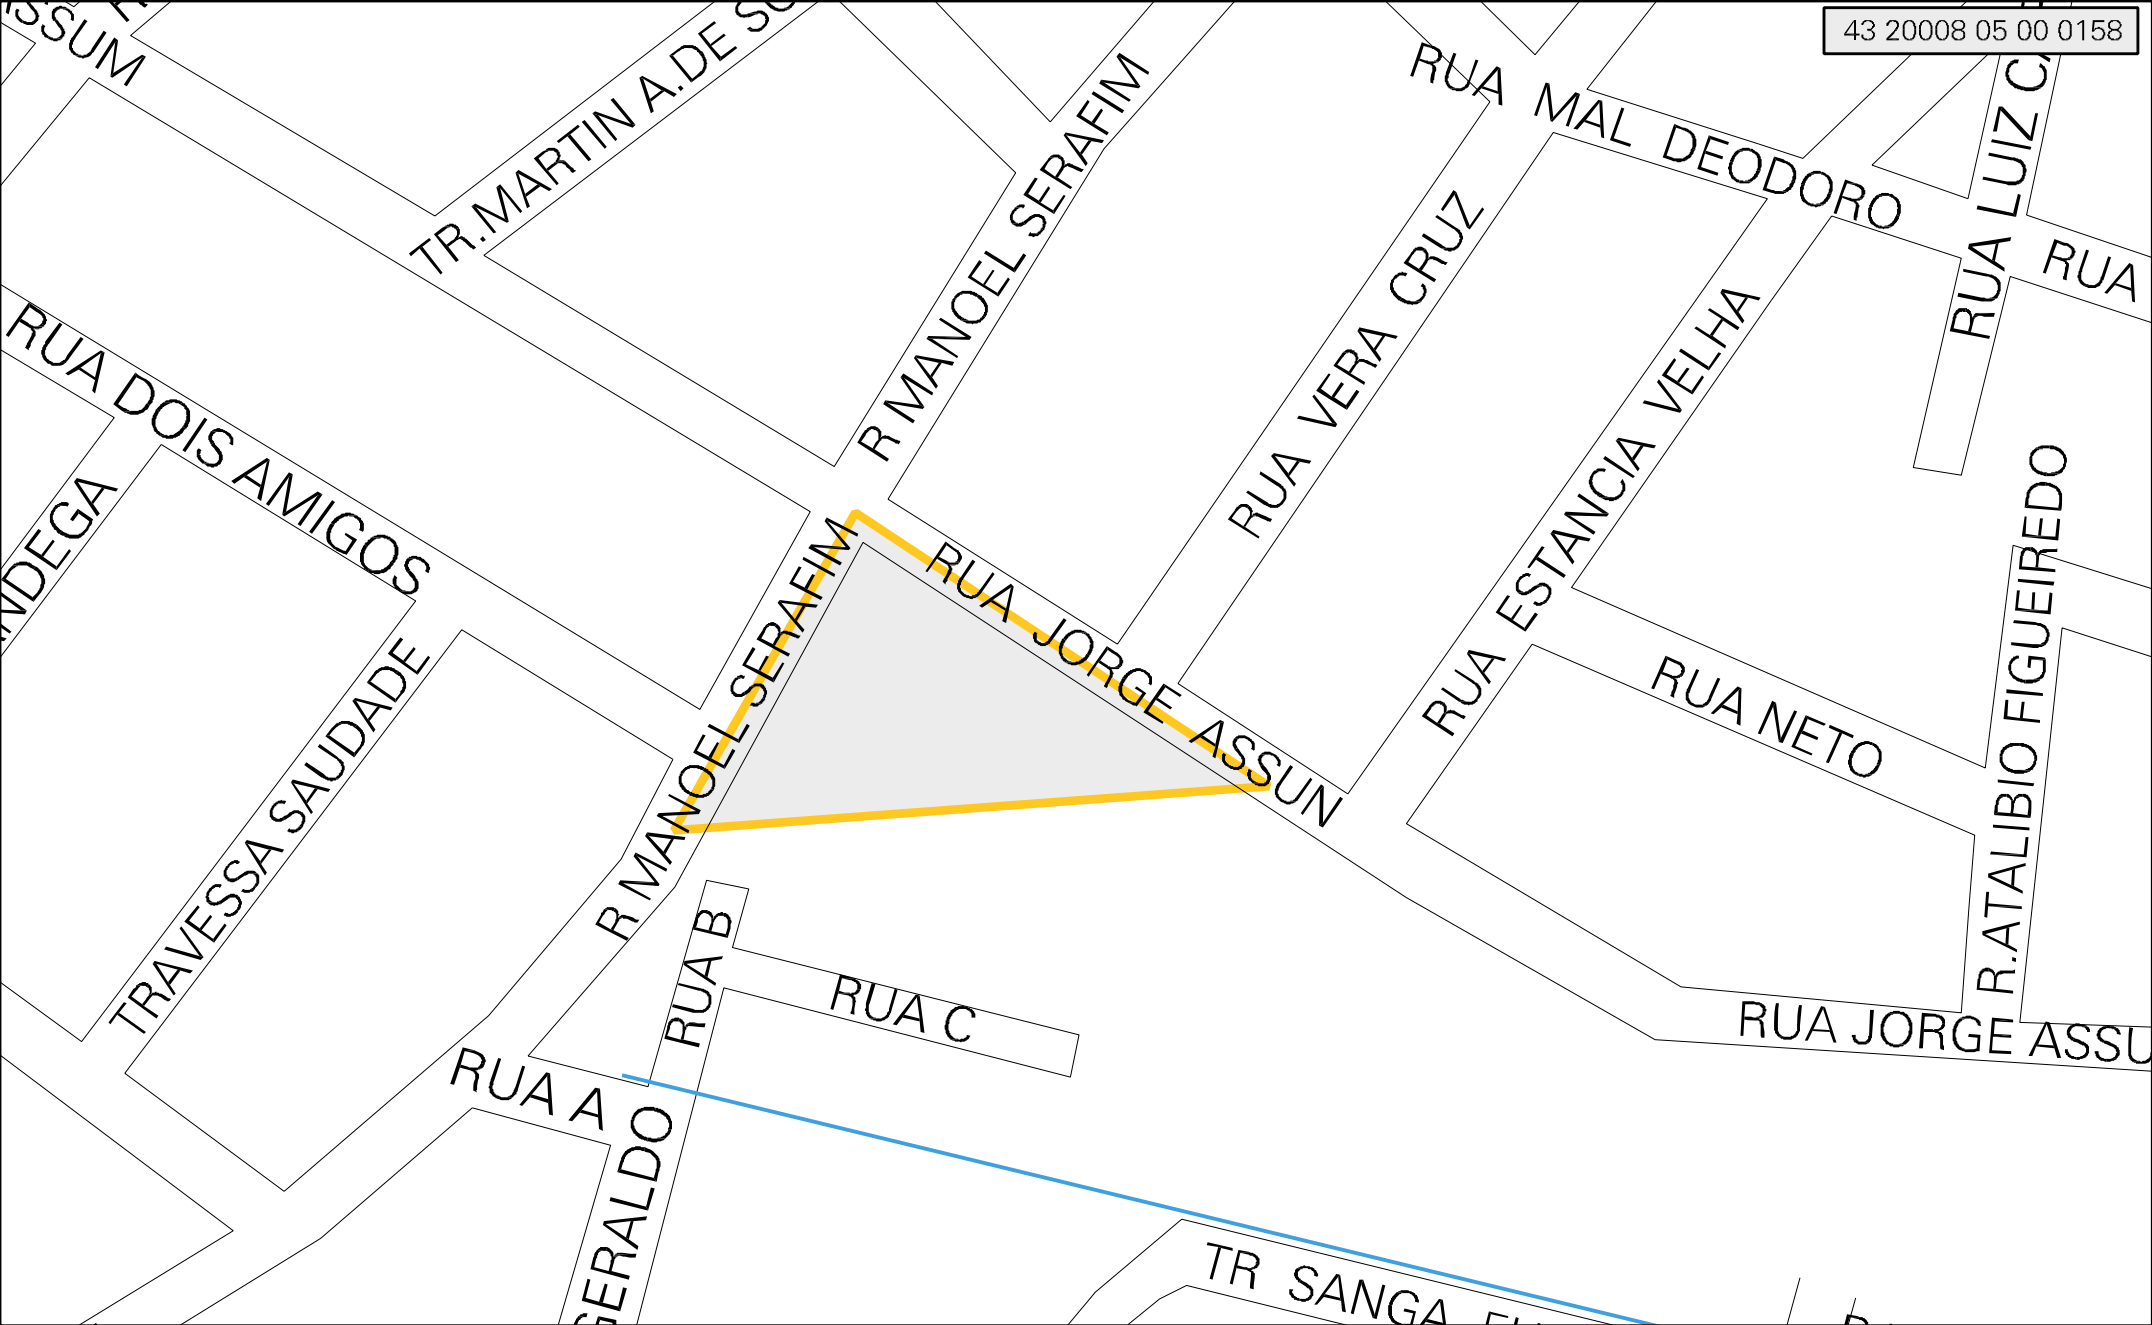 43 20008 05 00 0158
TR.MARTIN A.DE
R MANOEL SERAFIM
RUA MAL DEODORO
RUA LUIZ
RUA
RUA DOIS AMIGOS
RUA VERA CRUZ
RUA ESTANCIA VELHA
R MANOEL SERAFIM
RUA JORGE ASSUN
RUA NETO
R.ATALIBIO FIGUEIREDO
TRAVESSA SAUDADE
RUA B
RUA C
RUA JORGE ASSU
RUA A
GERALDO
TR SANGA